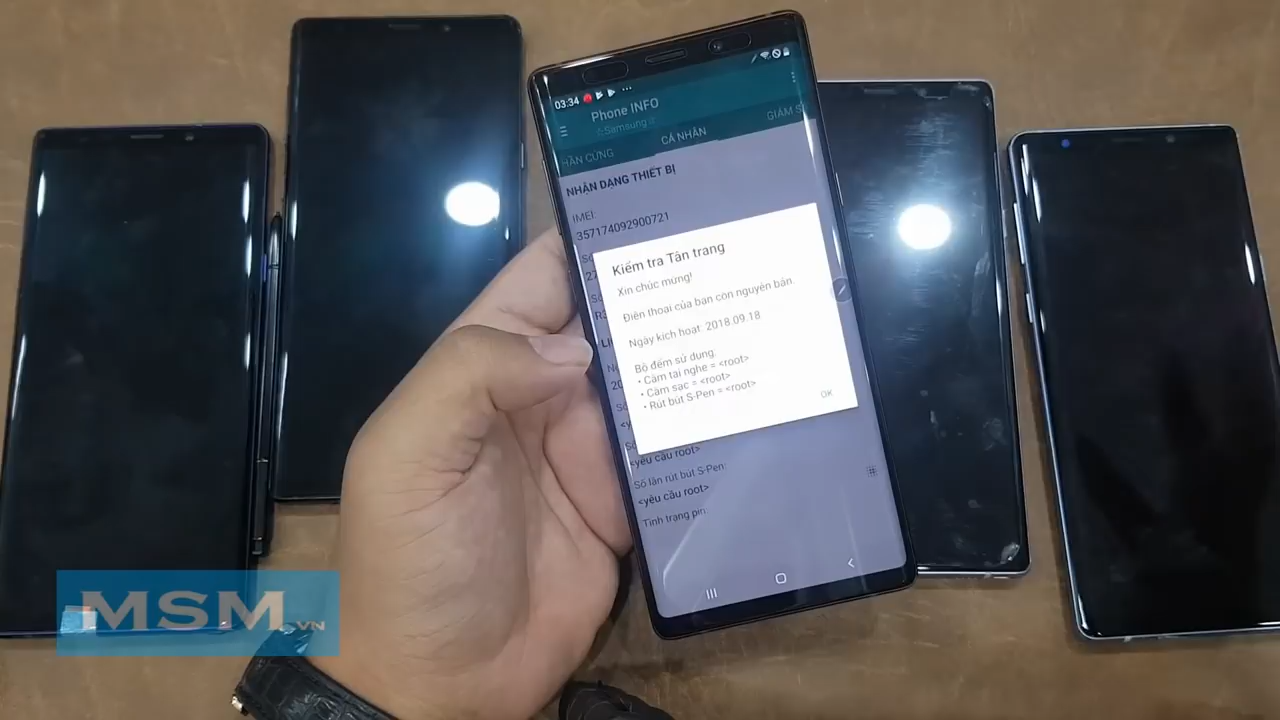 03:34
Phone INFO
Samsung
CÁ NHÂN
GIÁM S
NHẬN DẠNG THIẾT BỊ
IMEI:
357174092900721
Kiểm tra Tân trang
Xin chúc mừng!
Điện thoại của bạn còn nguyên bản.
Ngày kích hoạt: 2018.09.18
Bộ đếm sử dụng:
• Cắm tai nghe = <root>
• Cắm sạc = <root>
• Rút bút S-Pen = <root>
OK
<yêu cầu root>
Số lần rút bút S-Pen:
<yêu cầu root>
Tình trạng pin:
MSM.VN